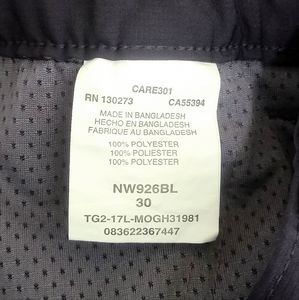 CARE301
RN 130273 CA55394
MADE IN BANGLADESH
HECHO EN BANGLADESH
FABRIQUE AU BANGLADESH
100% POLYESTER
100% POLIESTER
100% POLYESTER
NW926BL
30
TG2-17L-MOGH31981
083622367447